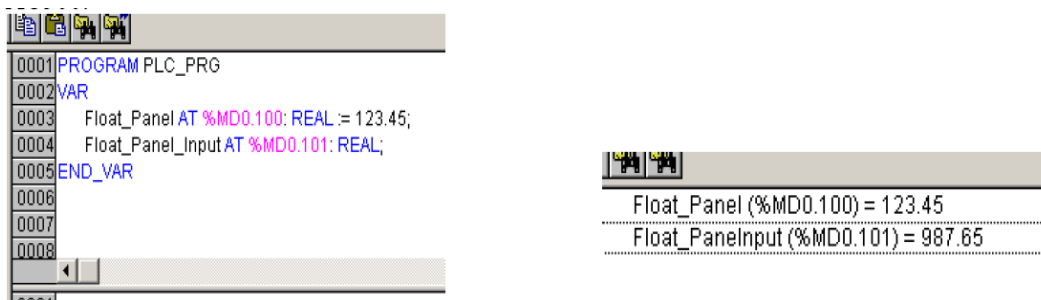 0001 PROGRAM PLC_PRG
0002 VAR
0003 Float_Panel AT %MD0.100: REAL := 123.45;
0004 Float_Panel_Input AT %MD0.101: REAL;
0005 END_VAR
0006
0007
0008
Float_Panel (%MD0.100) = 123.45
Float_PaneInput (%MD0.101) = 987.65